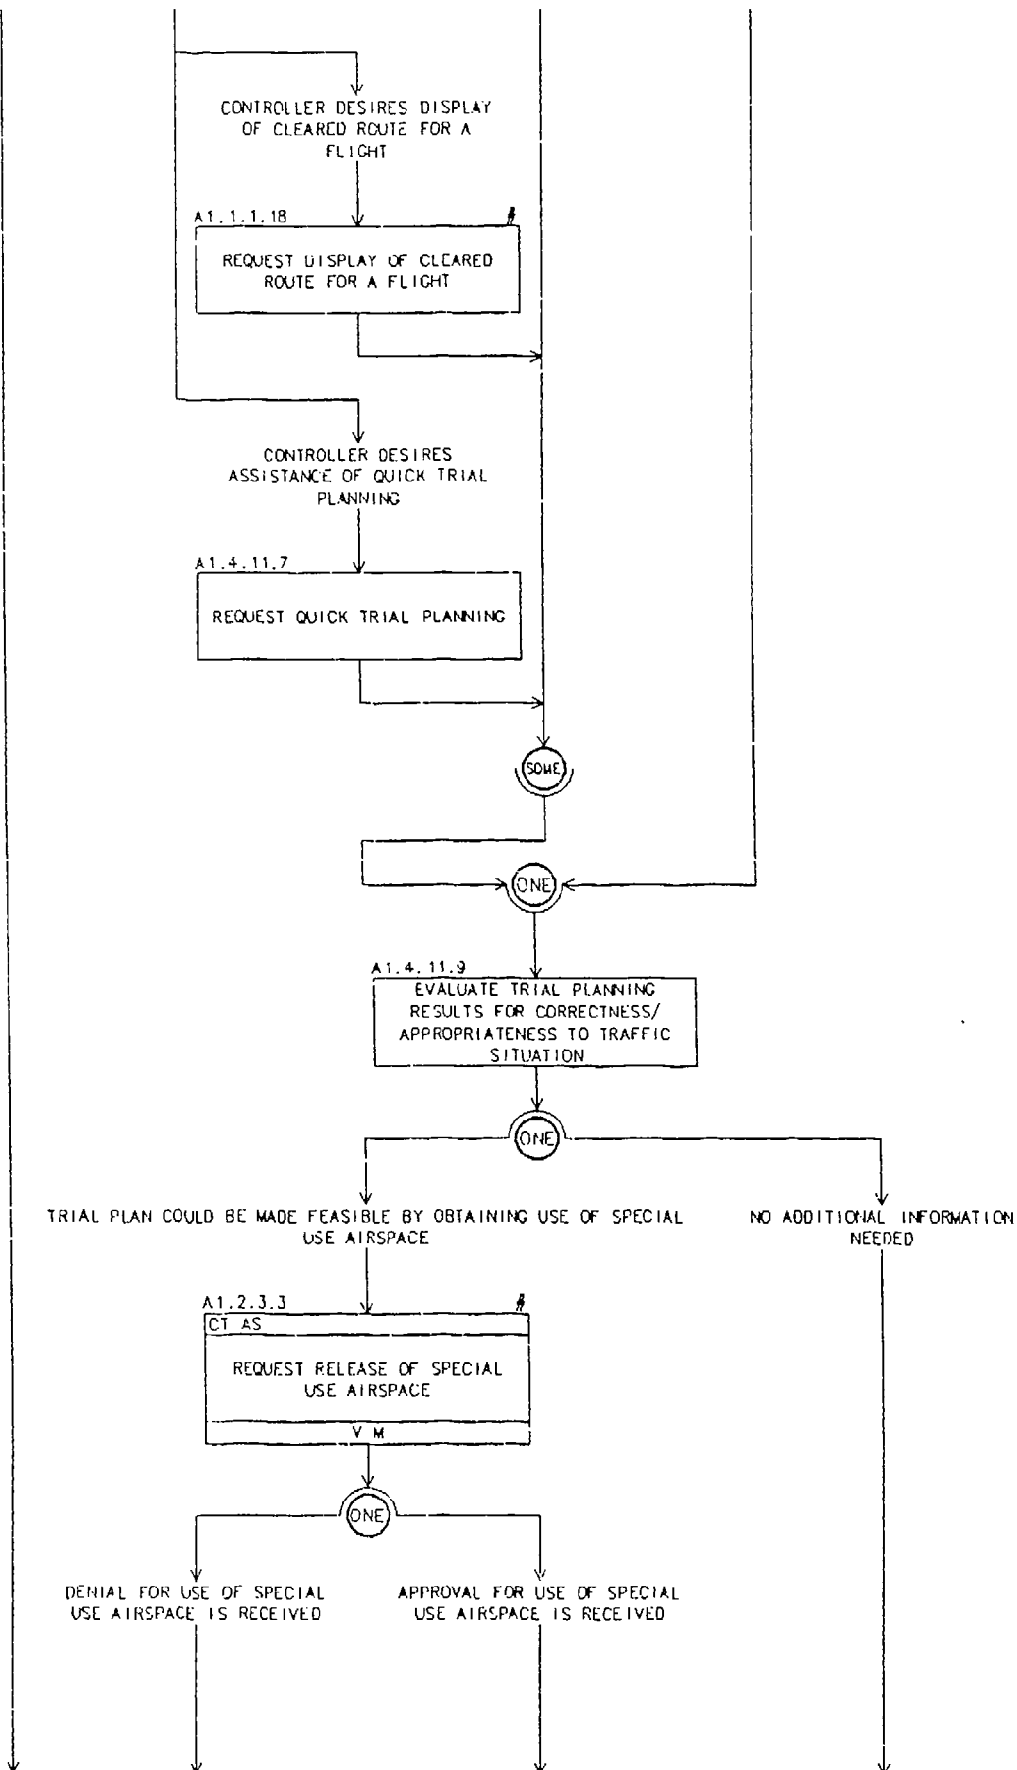 CONTROLLER DESIRES DISPLAY
OF CLEARED ROUTE FOR A
FLIGHT
A1.1.1.18
REQUEST DISPLAY OF CLEARED
ROUTE FOR A FLIGHT
CONTROLLER DESIRES
ASSISTANCE OF QUICK TRIAL
PLANNING
A1.4.11.7
REQUEST QUICK TRIAL PLANNING
SOME
ONE
A1.4.11.9
EVALUATE TRIAL PLANNING
RESULTS FOR CORRECTNESS/
APPROPRIATENESS TO TRAFFIC
SITUATION
ONE
TRIAL PLAN COULD BE MADE FEASIBLE BY OBTAINING USE OF SPECIAL
USE AIRSPACE
NO ADDITIONAL INFORMATION
NEEDED
A1.2.3.3
CT AS
REQUEST RELEASE OF SPECIAL
USE AIRSPACE
V M
ONE
DENIAL FOR USE OF SPECIAL
USE AIRSPACE IS RECEIVED
APPROVAL FOR USE OF SPECIAL
USE AIRSPACE IS RECEIVED